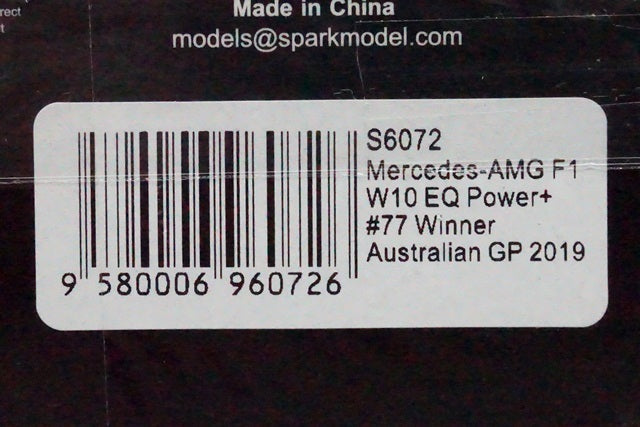 rect
t
Made in China
models@sparkmodel.com
S6072
Mercedes-AMG F1
W10 EQ Power+
#77 Winner
Australian GP 2019
9 580006 960726